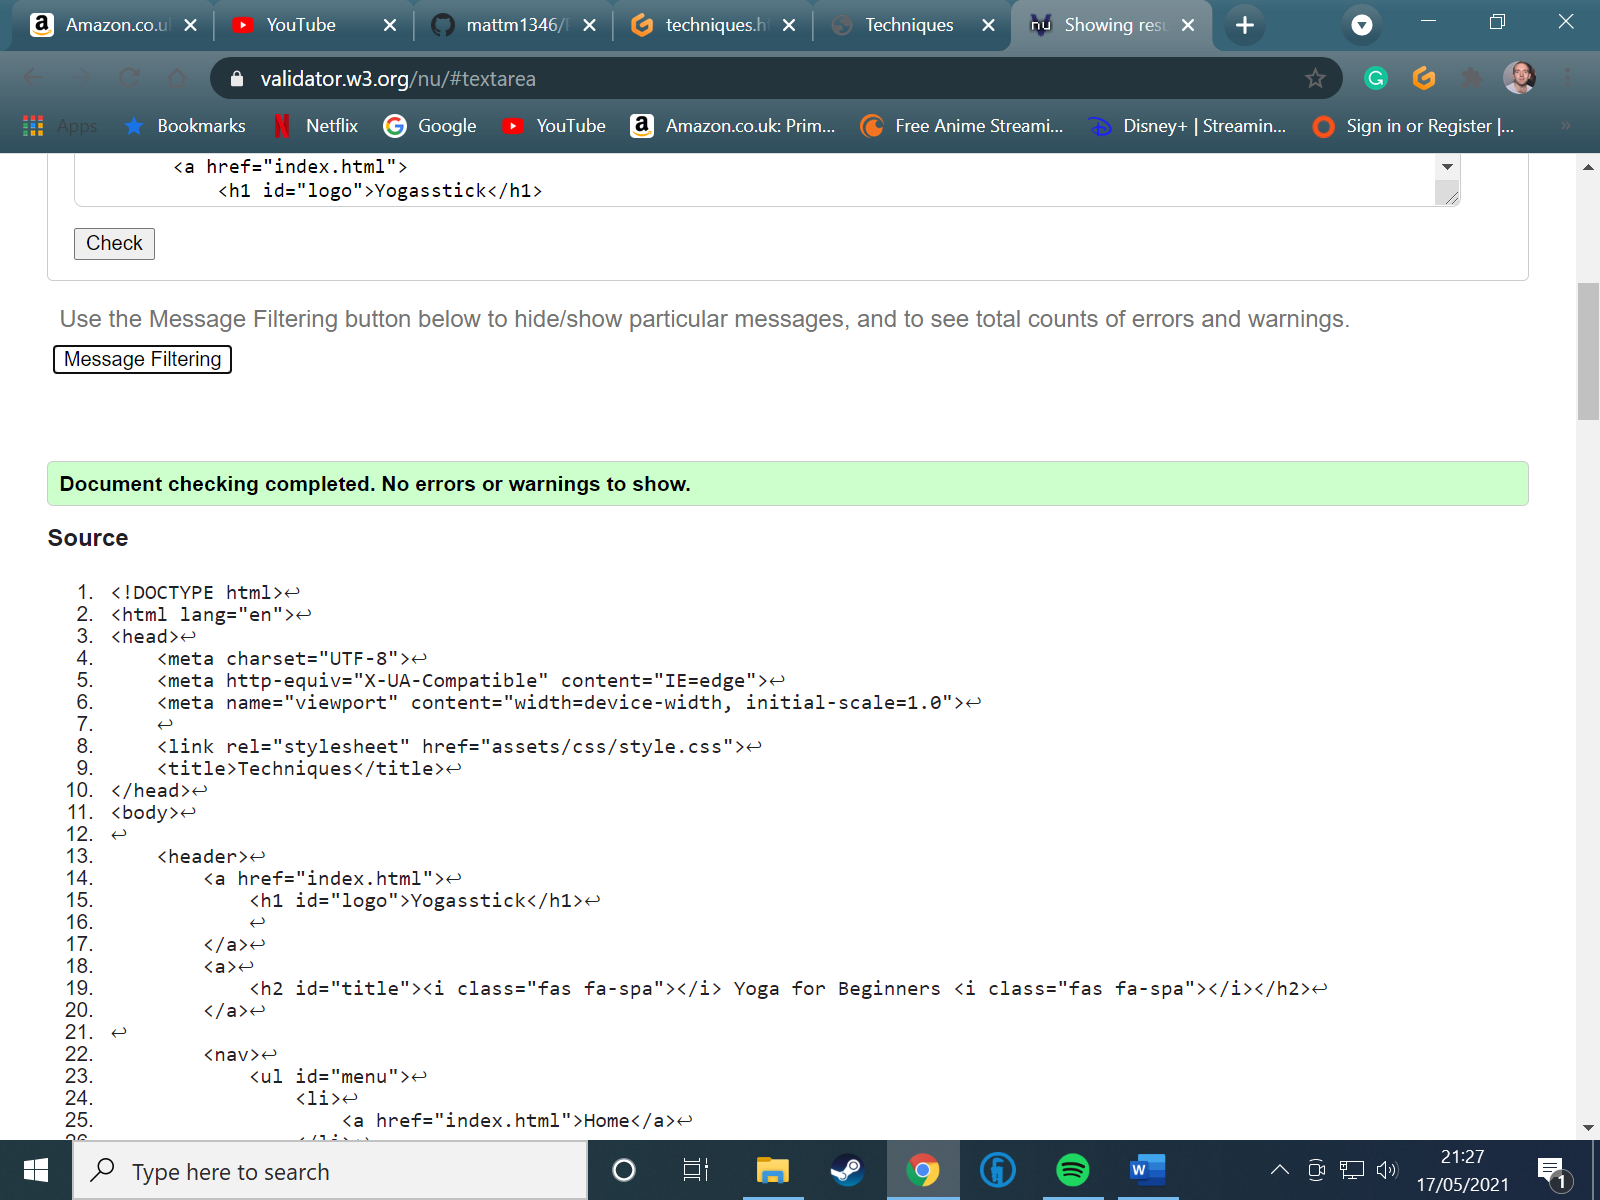 Amazon.co.uk
YouTube
mattm1346/
techniques.h
Techniques
Showing resu
validator.w3.org/nu/#textarea
Apps
Bookmarks
Netflix
Google
YouTube
Amazon.co.uk: Prim...
Free Anime Streami...
Disney+ | Streamin...
Sign in or Register |...
<a href="index.html">
<h1 id="logo">Yogasstick</h1>
Check
Use the Message Filtering button below to hide/show particular messages, and to see total counts of errors and warnings.
Message Filtering
Document checking completed. No errors or warnings to show.
Source
1. <!DOCTYPE html>↩
2. <html lang="en">↩
3. <head>↩
4. <meta charset="UTF-8">↩
5. <meta http-equiv="X-UA-Compatible" content="IE=edge">↩
6. <meta name="viewport" content="width=device-width, initial-scale=1.0">↩
7. ↩
8. <link rel="stylesheet" href="assets/css/style.css">↩
9. <title>Techniques</title>↩
10. </head>↩
11. <body>↩
12. ↩
13. <header>↩
14. <a href="index.html">↩
15. <h1 id="logo">Yogasstick</h1>↩
16. ↩
17. </a>↩
18. <a>↩
19. <h2 id="title"><i class="fas fa-spa"></i> Yoga for Beginners <i class="fas fa-spa"></i></h2>↩
20. </a>↩
21. ↩
22. <nav>↩
23. <ul id="menu">↩
24. <li>↩
25. <a href="index.html">Home</a>↩
26. </li>↩
Type here to search
21:27
17/05/2021
1